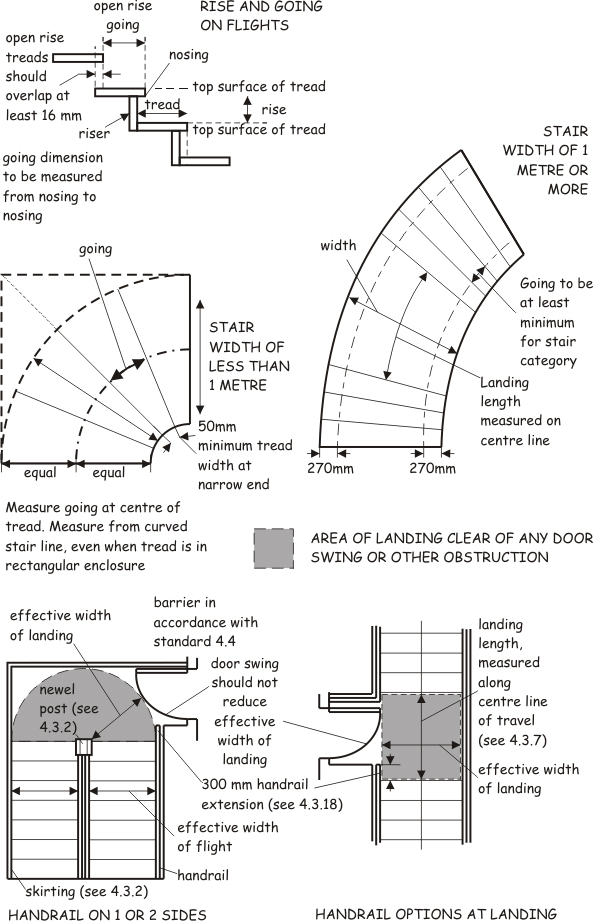 RISE AND GOING
ON FLIGHTS
open rise
going
open rise
treads
should
overlap at
least 16 mm
nosing
top surface of tread
tread
rise
riser
top surface of tread
going dimension
to be measured
from nosing to
nosing
STAIR
WIDTH OF 1
METRE OR
MORE
width
Going to be
at least
minimum
for stair
category
Landing
length
measured on
centre line
270mm
270mm
going
STAIR
WIDTH OF
LESS THAN
1 METRE
50mm
minimum tread
width at
narrow end
equal
equal
Measure going at centre of
tread. Measure from curved
stair line, even when tread is in
rectangular enclosure
AREA OF LANDING CLEAR OF ANY DOOR
SWING OR OTHER OBSTRUCTION
effective width
of landing
barrier in
accordance with
standard 4.4
newel
post (see
4.3.2)
door swing
should not
reduce
effective
width of
landing
300 mm handrail
extension (see 4.3.18)
effective width
of flight
handrail
skirting (see 4.3.2)
HANDRAIL ON 1 OR 2 SIDES
landing
length,
measured
along
centre line
of travel
(see 4.3.7)
effective width
of landing
HANDRAIL OPTIONS AT LANDING